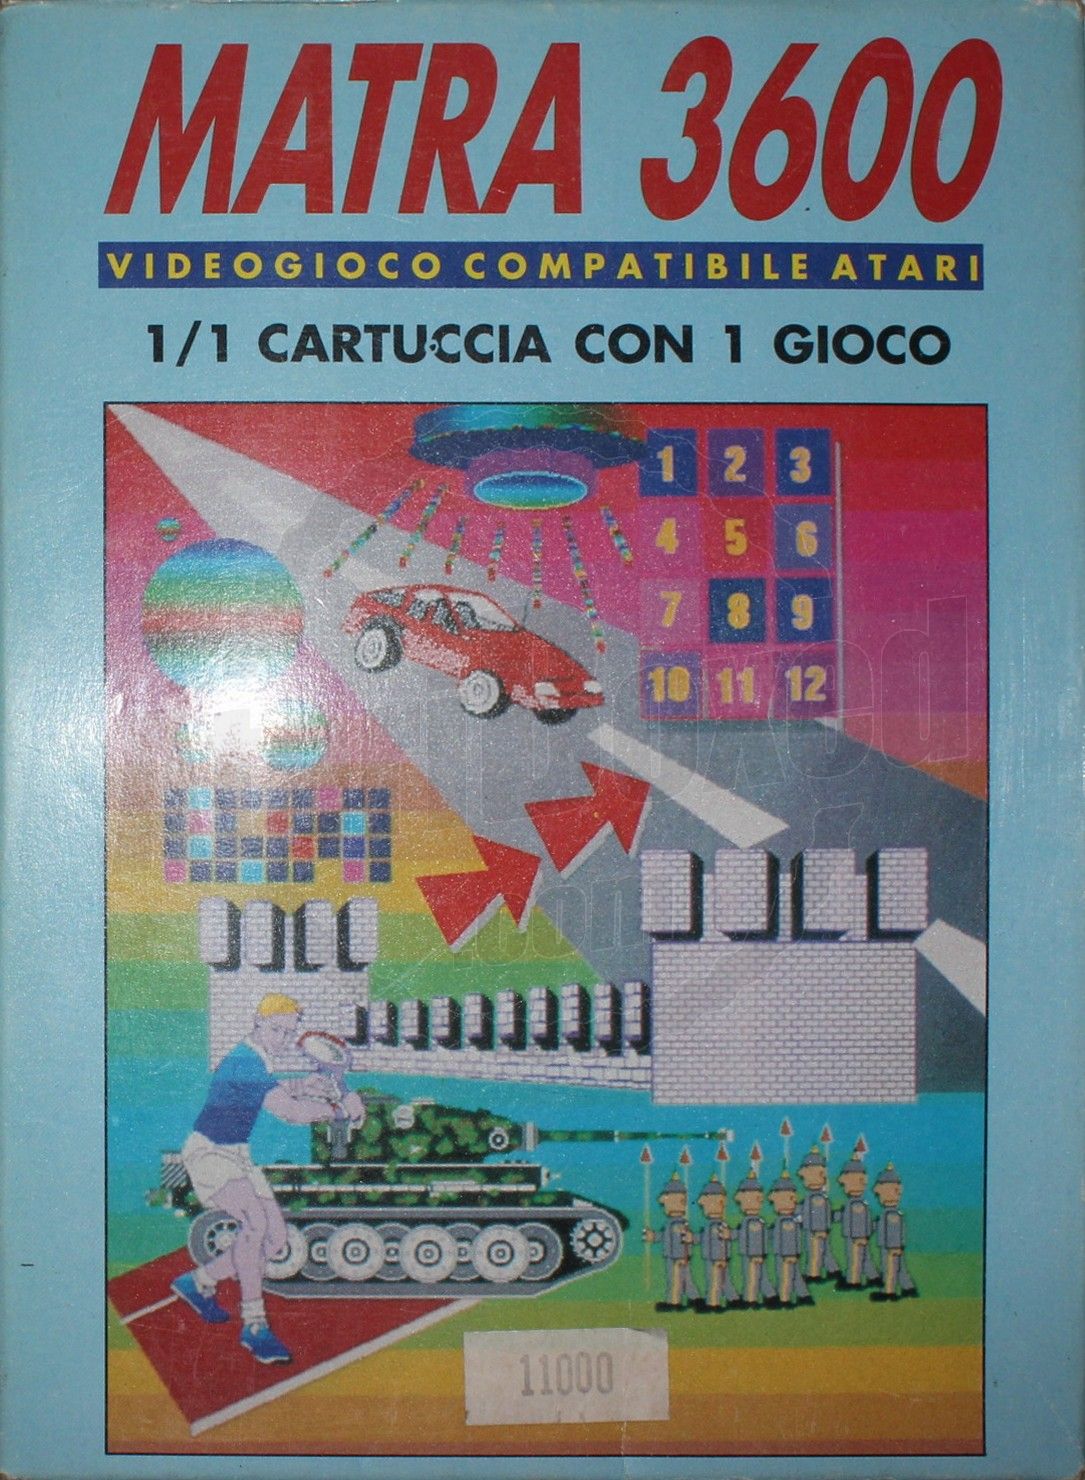 MATRA 3600
VIDEOGIOCO COMPATIBILE ATARI
1/1 CARTUCCIA CON 1 GIOCO
1 2 3
4 5 6
7 8 9
10 11 12
11000